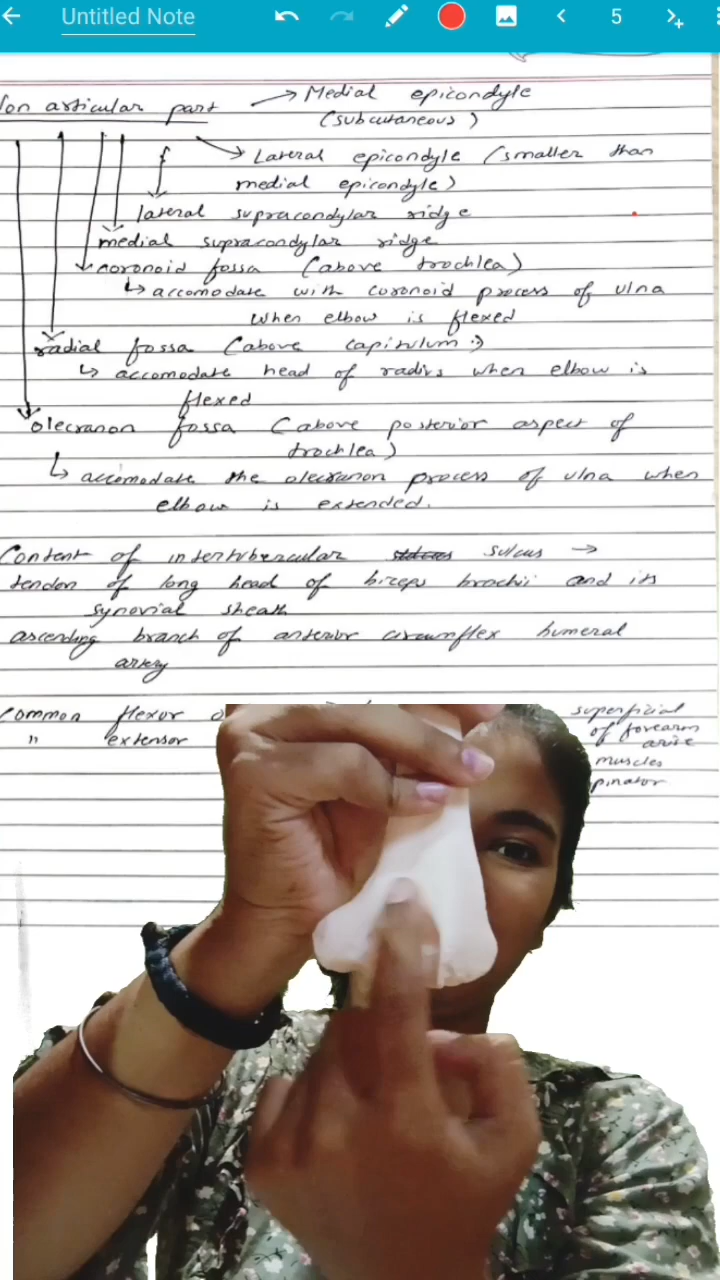 Untitled Note
5
Non articular part → Medial epicondyle
(subcutaneous)
Lateral epicondyle (smaller than
medial epicondyle)
lateral supracondylar ridge
medial supracondylar ridge
coronoid fossa (above trochlea)
↳ accomodate with coronoid process of ulna
when elbow is flexed
radial fossa (above capitulum)
↳ accomodate head of radius when elbow is
flexed
olecranon fossa (above posterior aspect of
trochlea)
↳ accomodate the olecranon process of ulna when
elbow is extended.
Content of intertubercular sulcus →
tendon of long head of biceps brachii and its
synovial sheath
ascending branch of anterior circumflex humeral
artery
Common flexor superficial
" extensor of forearm
arise
muscles
pinator